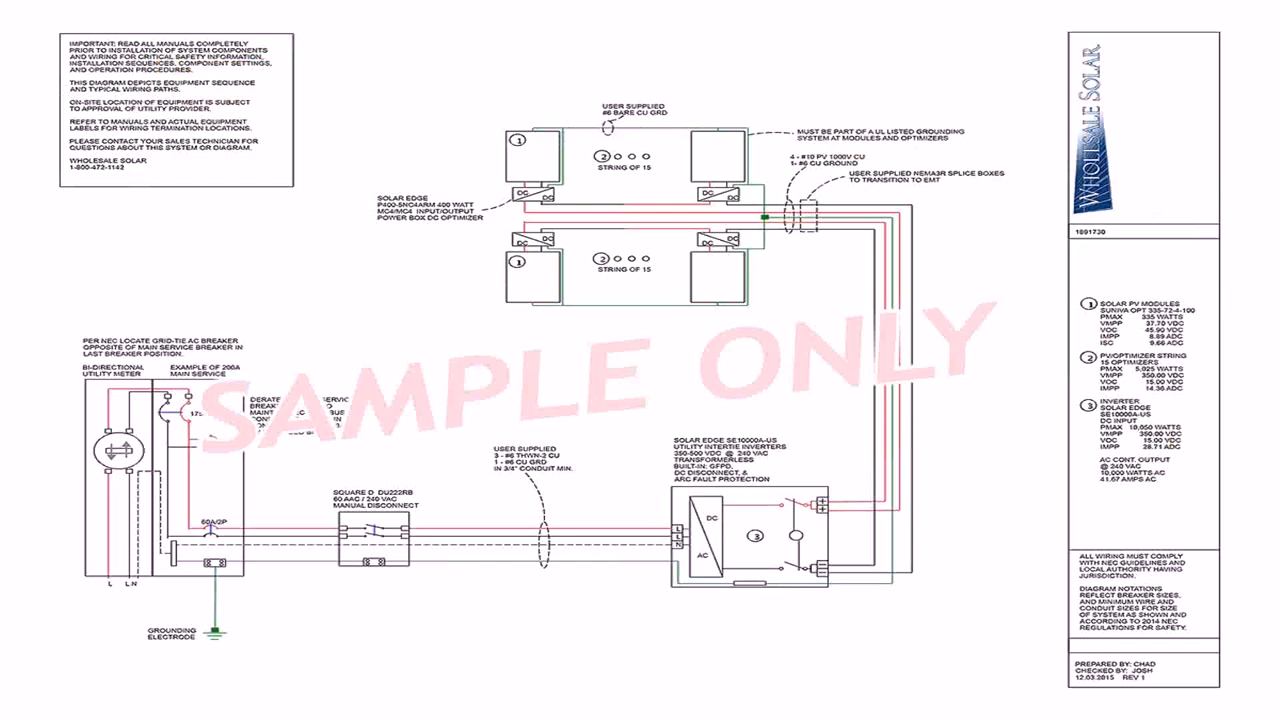 IMPORTANT: READ ALL MANUALS COMPLETELY
PRIOR TO INSTALLATION OF SYSTEM COMPONENTS
AND WIRING FOR CRITICAL SAFETY INFORMATION,
INSTALLATION SEQUENCES, COMPONENT SETTINGS,
AND OPERATION PROCEDURES.
THIS DIAGRAM DEPICTS EQUIPMENT SEQUENCE
AND TYPICAL WIRING PATHS.
ON-SITE LOCATION OF EQUIPMENT IS SUBJECT
TO APPROVAL OF UTILITY PROVIDER.
REFER TO MANUALS AND ACTUAL EQUIPMENT
LABELS FOR WIRING TERMINATION LOCATIONS.
PLEASE CONTACT YOUR SALES TECHNICIAN FOR
QUESTIONS ABOUT THIS SYSTEM OR DIAGRAM.
WHOLESALE SOLAR
1-800-472-1142
USER SUPPLIED
#6 BARE CU GRD
1
2
STRING OF 15
MUST BE PART OF A UL LISTED GROUNDING
SYSTEM AT MODULES AND OPTIMIZERS
4 - #10 PV 1000V CU
1- #6 CU GROUND
USER SUPPLIED NEMA3R SPLICE BOXES
TO TRANSITION TO EMT
SOLAR EDGE
P400-5NC4ARM 400 WATT
MC4/MC4 INPUT/OUTPUT
POWER BOX DC OPTIMIZER
DC
DC
DC
DC
DC
DC
DC
DC
1
2
STRING OF 15
SAMPLE ONLY
PER NEC LOCATE GRID-TIE AC BREAKER
OPPOSITE OF MAIN SERVICE BREAKER IN
LAST BREAKER POSITION.
BI-DIRECTIONAL
UTILITY METER
EXAMPLE OF 200A
MAIN SERVICE
60A/2P
L
L N
GROUNDING
ELECTRODE
SQUARE D DU222RB
60 AAC / 240 VAC
MANUAL DISCONNECT
USER SUPPLIED
3 - #6 THWN-2 CU
1 - #6 CU GRD
IN 3/4" CONDUIT MIN.
SOLAR EDGE SE10000A-US
UTILITY INTERTIE INVERTERS
350-500 VDC @ 240 VAC
TRANSFORMERLESS
BUILT-IN: GFPD,
DC DISCONNECT, &
ARC FAULT PROTECTION
L
L
N
DC
AC
3
WHOLESALE SOLAR
1891730
1 SOLAR PV MODULES
SUNIVA OPT 335-72-4-100
PMAX 335 WATTS
VMPP 37.70 VDC
VOC 45.90 VDC
IMPP 8.89 ADC
ISC 9.66 ADC
2 PV/OPTIMIZER STRING
15 OPTIMIZERS
PMAX 5,025 WATTS
VMPP 350.00 VDC
VOC 15.00 VDC
IMPP 14.36 ADC
3 INVERTER
SOLAR EDGE
SE10000A-US
DC INPUT
PMAX 10,050 WATTS
VMPP 350.00 VDC
VOC 15.00 VDC
IMPP 28.71 ADC
AC CONT. OUTPUT
@ 240 VAC
10,000 WATTS AC
41.67 AMPS AC
ALL WIRING MUST COMPLY
WITH NEC GUIDELINES AND
LOCAL AUTHORITY HAVING
JURISDICTION.
DIAGRAM NOTATIONS
REFLECT BREAKER SIZES,
AND MINIMUM WIRE AND
CONDUIT SIZES FOR SIZE
OF SYSTEM AS SHOWN AND
ACCORDING TO 2014 NEC
REGULATIONS FOR SAFETY.
PREPARED BY: CHAD
CHECKED BY: JOSH
12.03.2015 REV 1